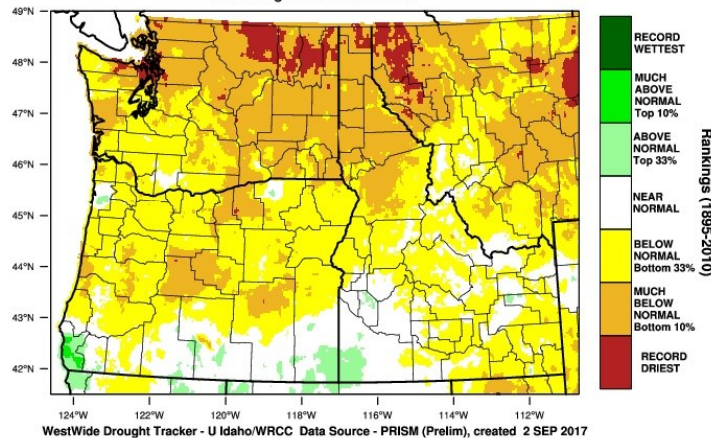 49°N
48°N
47°N
46°N
45°N
44°N
43°N
42°N
124°W 122°W 120°W 118°W 116°W 114°W 112°W
RECORD
WETTEST
MUCH
ABOVE
NORMAL
Top 10%
ABOVE
NORMAL
Top 33%
NEAR
NORMAL
BELOW
NORMAL
Bottom 33%
MUCH
BELOW
NORMAL
Bottom 10%
RECORD
DRIEST
Rankings (1895-2010)
WestWide Drought Tracker - U Idaho/WRCC Data Source - PRISM (Prelim), created 2 SEP 2017